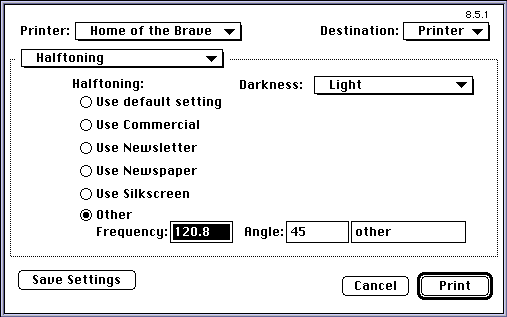 8.5.1
Printer: Home of the Brave Destination: Printer
Halftoning
Halftoning: Darkness: Light
Use default setting
Use Commercial
Use Newsletter
Use Newspaper
Use Silkscreen
Other
Frequency: 120.8 Angle: 45 other
Save Settings
Cancel Print